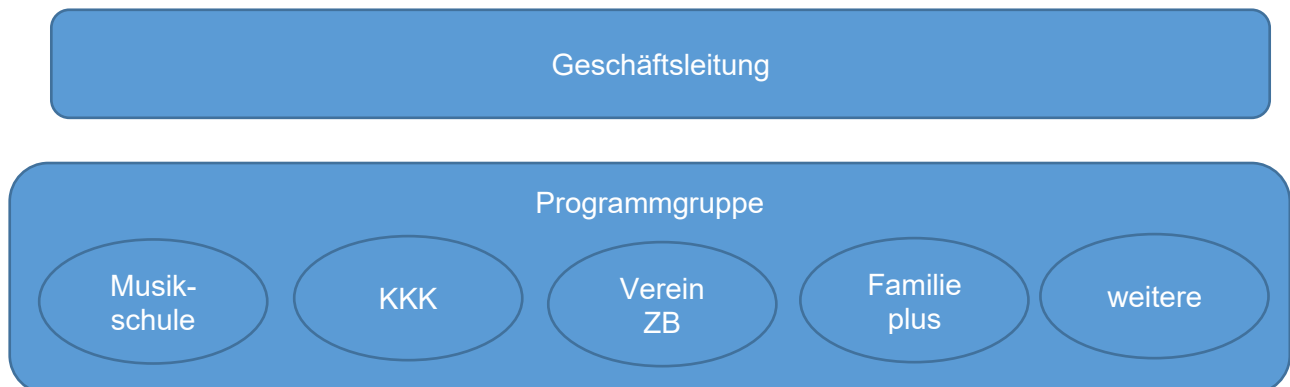 Geschäftsleitung
Programmgruppe
Musik-
schule
KKK
Verein
ZB
Familie
plus
weitere